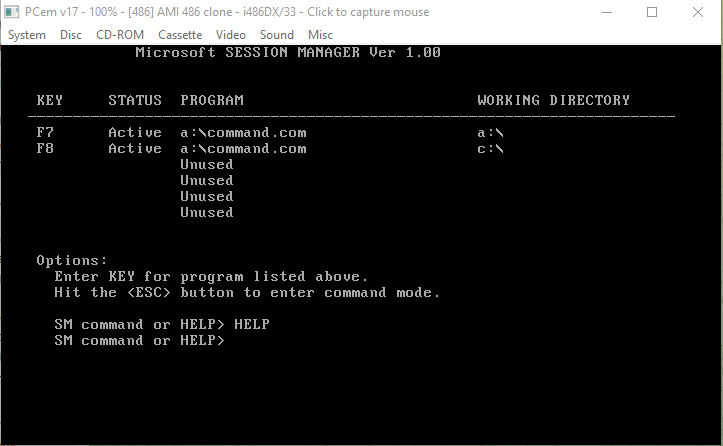 PCem v17 - 100% - [486] AMI 486 clone - i486DX/33 - Click to capture mouse
System Disc CD-ROM Cassette Video Sound Misc
Microsoft SESSION MANAGER Ver 1.00
KEY STATUS PROGRAM WORKING DIRECTORY
F7 Active a:\command.com a:\
F8 Active a:\command.com c:\
Unused
Unused
Unused
Unused
Options:
Enter KEY for program listed above.
Hit the <ESC> button to enter command mode.
SM command or HELP> HELP
SM command or HELP>